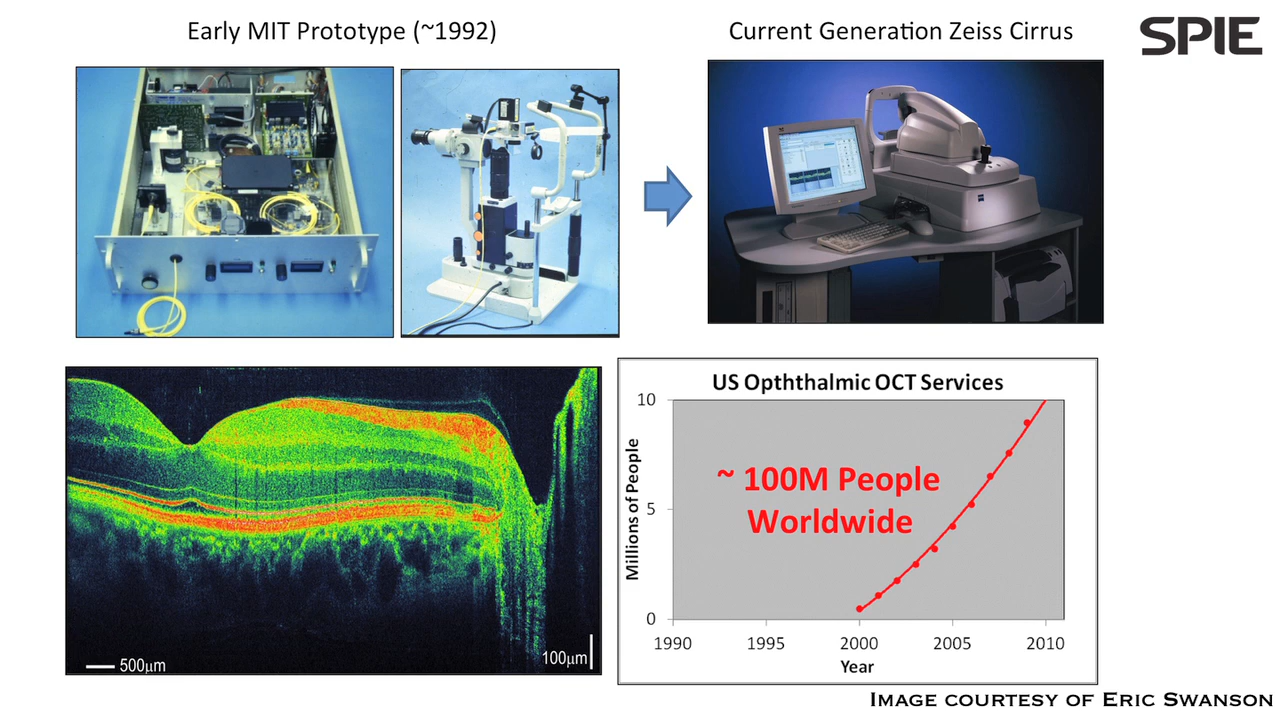 Early MIT Prototype (~1992)
Current Generation Zeiss Cirrus
SPIE
500µm
100µm
US Opththalmic OCT Services
Millions of People
10
5
0
~ 100M People
Worldwide
1990
1995
2000
2005
2010
Year
IMAGE COURTESY OF ERIC SWANSON